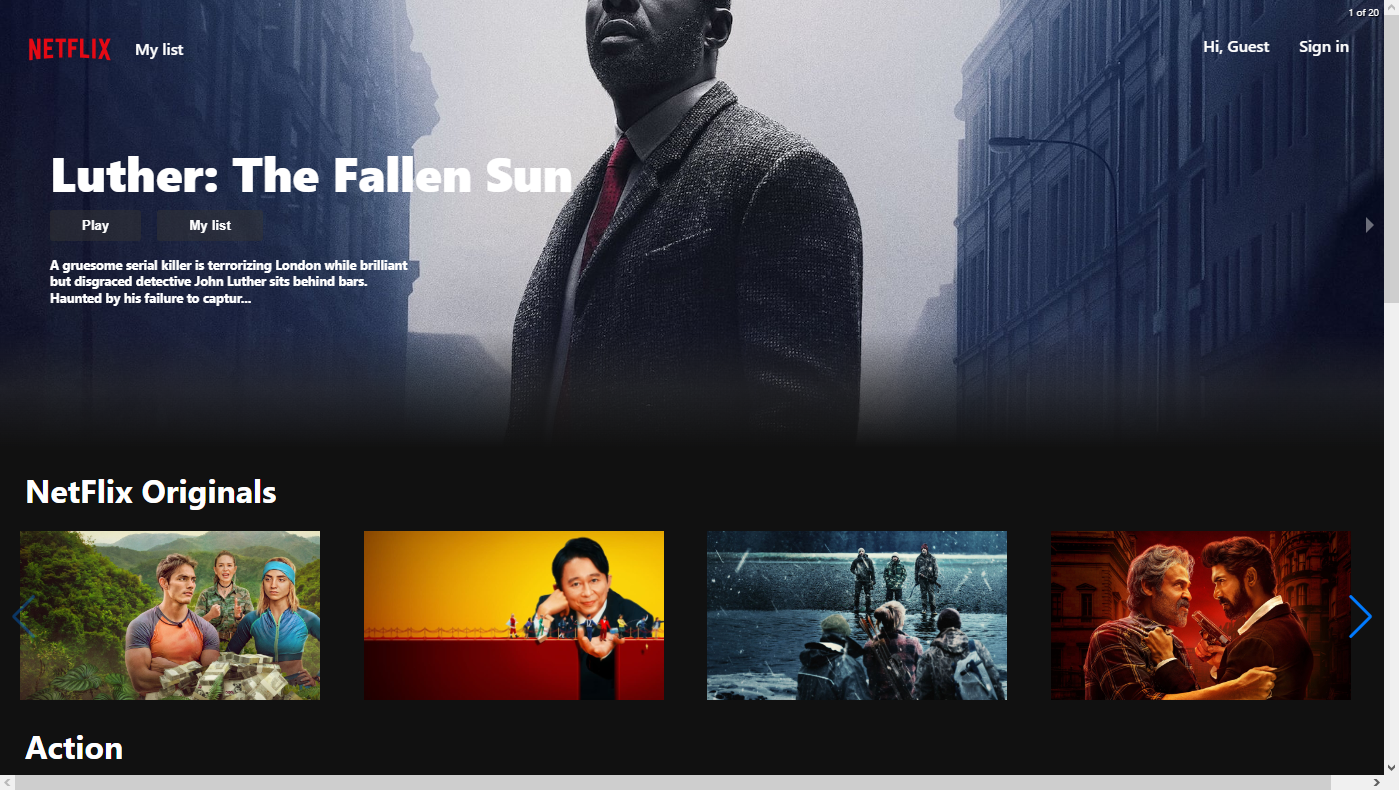 1 of 20
NETFLIX My list Hi, Guest Sign in
Luther: The Fallen Sun
Play My list
A gruesome serial killer is terrorizing London while brilliant
but disgraced detective John Luther sits behind bars.
Haunted by his failure to captur...
NetFlix Originals
Action